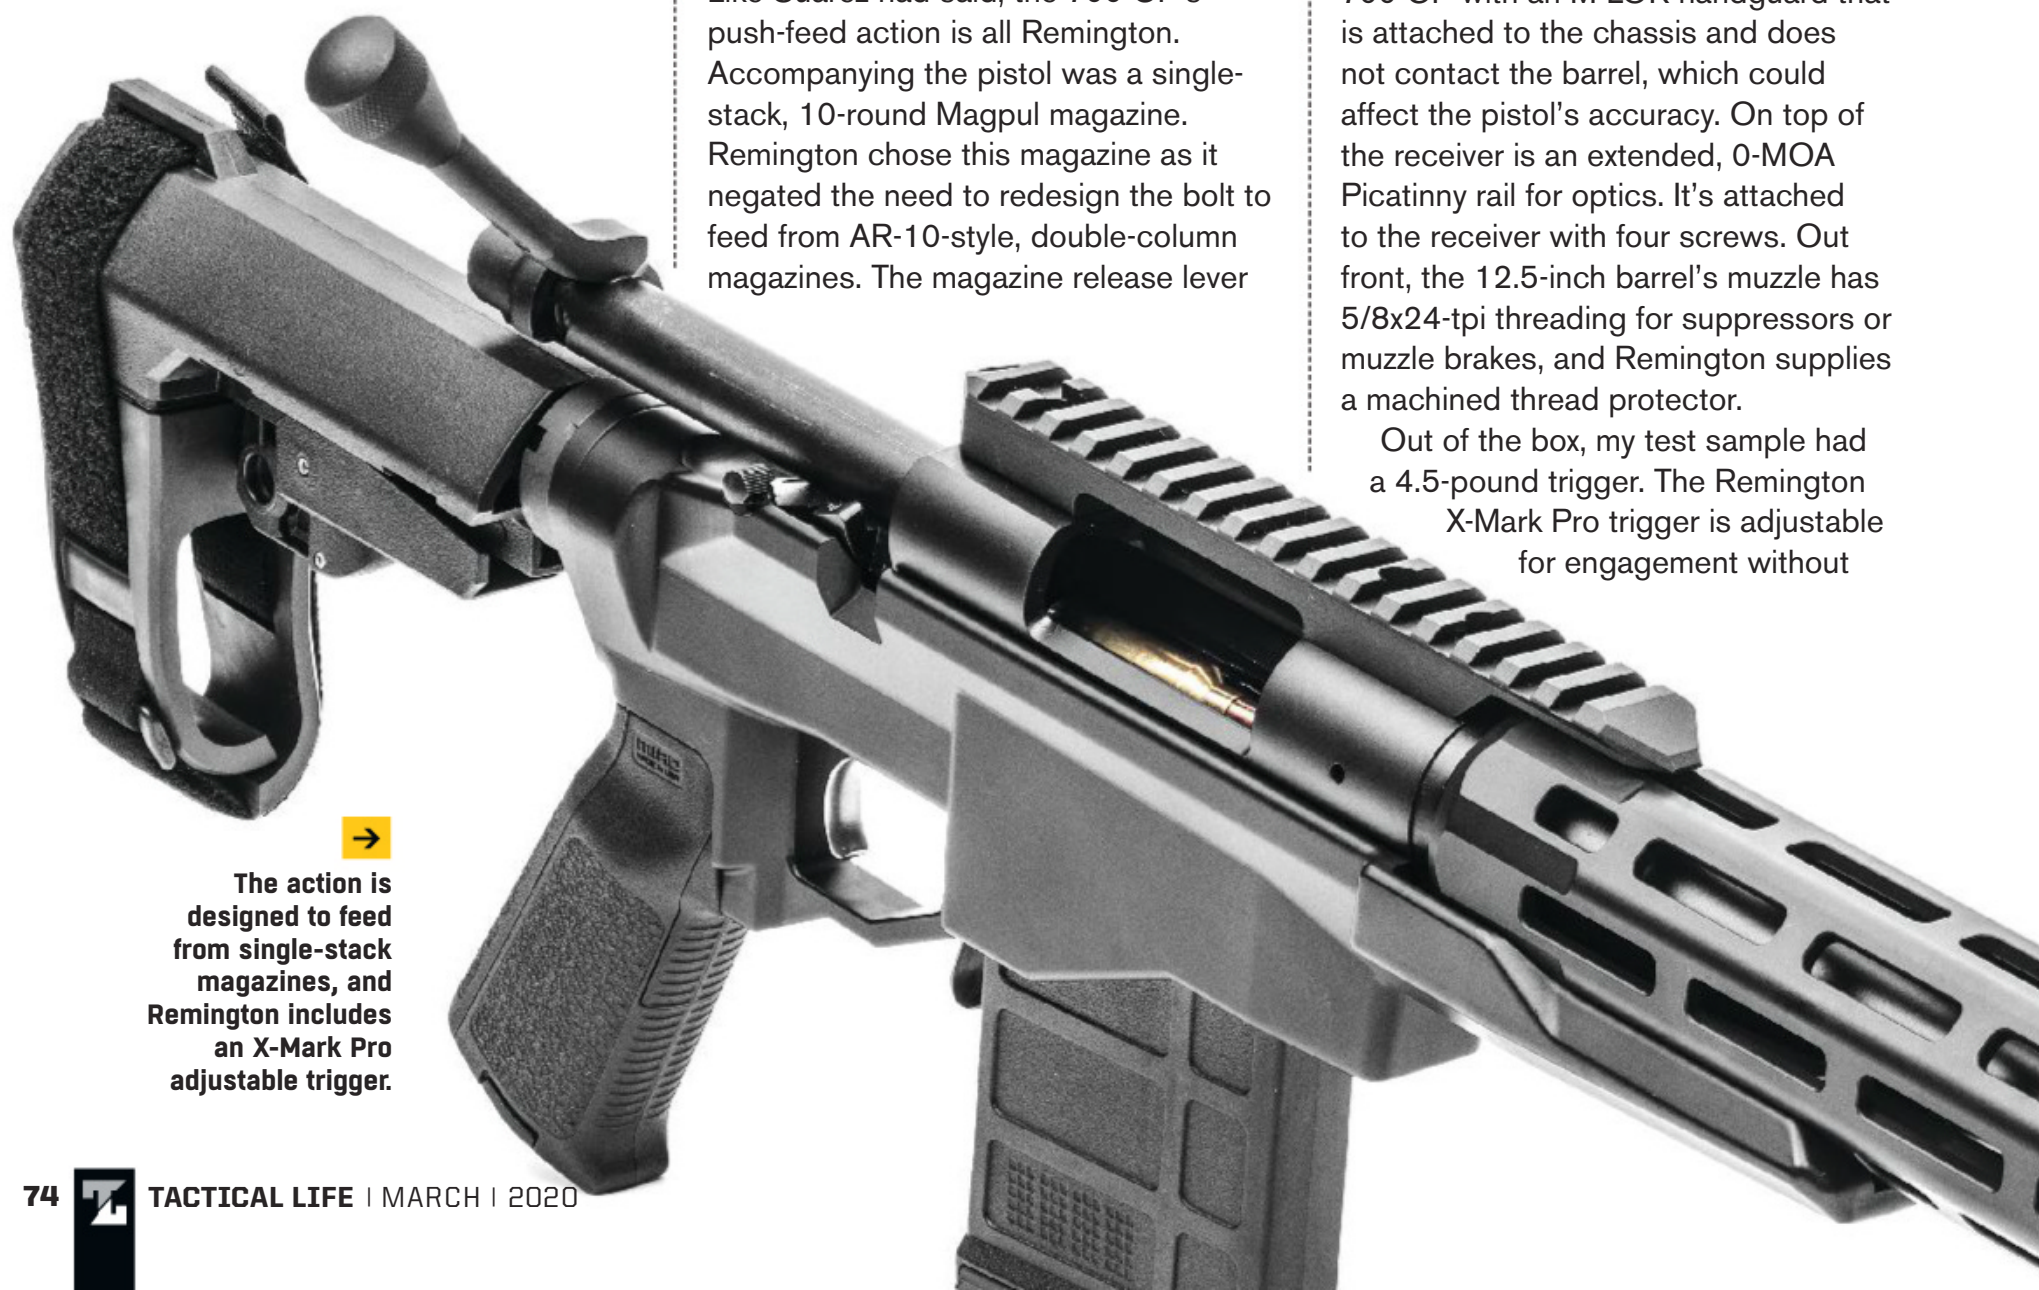 push-feed action is all Remington.
Accompanying the pistol was a single-
stack, 10-round Magpul magazine.
Remington chose this magazine as it
negated the need to redesign the bolt to
feed from AR-10-style, double-column
magazines. The magazine release lever
is attached to the chassis and does
not contact the barrel, which could
affect the pistol’s accuracy. On top of
the receiver is an extended, 0-MOA
Picatinny rail for optics. It’s attached
to the receiver with four screws. Out
front, the 12.5-inch barrel’s muzzle has
5/8x24-tpi threading for suppressors or
muzzle brakes, and Remington supplies
a machined thread protector.
Out of the box, my test sample had
a 4.5-pound trigger. The Remington
X-Mark Pro trigger is adjustable
for engagement without
The action is
designed to feed
from single-stack
magazines, and
Remington includes
an X-Mark Pro
adjustable trigger.
74 TACTICAL LIFE | MARCH | 2020